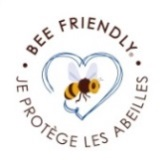 • BEE FRIENDLY® •
JE PROTÈGE LES ABEILLES